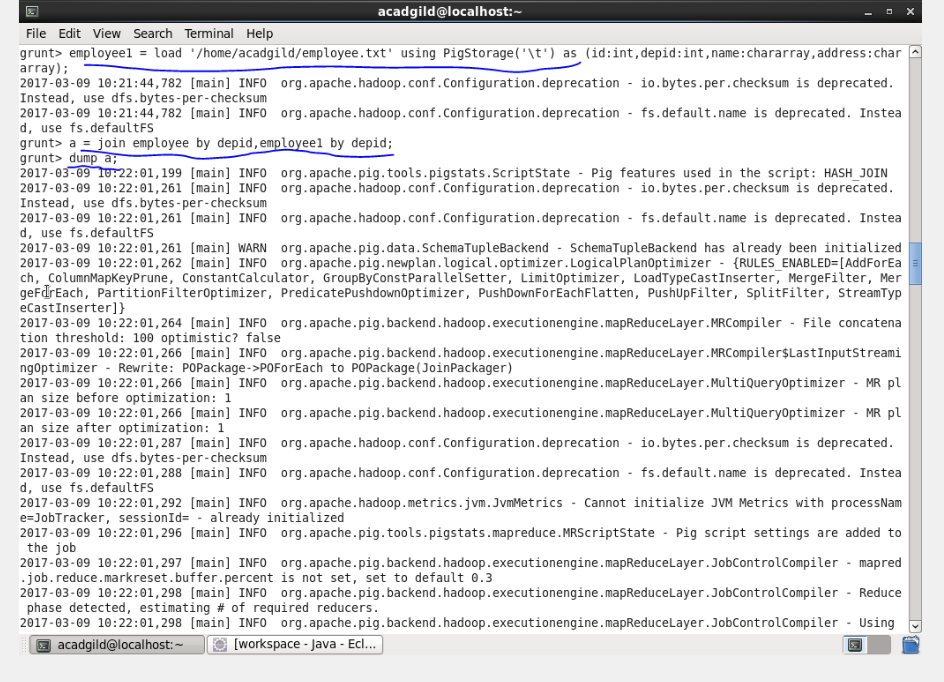 acadgild@localhost:~
File Edit View Search Terminal Help
grunt> employee1 = load '/home/acadgild/employee.txt' using PigStorage('\t') as (id:int,depid:int,name:chararray,address:char
array);
2017-03-09 10:21:44,782 [main] INFO  org.apache.hadoop.conf.Configuration.deprecation - io.bytes.per.checksum is deprecated.
Instead, use dfs.bytes-per-checksum
2017-03-09 10:21:44,782 [main] INFO  org.apache.hadoop.conf.Configuration.deprecation - fs.default.name is deprecated. Instea
d, use fs.defaultFS
grunt> a = join employee by depid,employee1 by depid;
grunt> dump a;
2017-03-09 10:22:01,199 [main] INFO  org.apache.pig.tools.pigstats.ScriptState - Pig features used in the script: HASH_JOIN
2017-03-09 10:22:01,261 [main] INFO  org.apache.hadoop.conf.Configuration.deprecation - io.bytes.per.checksum is deprecated.
Instead, use dfs.bytes-per-checksum
2017-03-09 10:22:01,261 [main] INFO  org.apache.hadoop.conf.Configuration.deprecation - fs.default.name is deprecated. Instea
d, use fs.defaultFS
2017-03-09 10:22:01,261 [main] WARN  org.apache.pig.data.SchemaTupleBackend - SchemaTupleBackend has already been initialized
2017-03-09 10:22:01,262 [main] INFO  org.apache.pig.newplan.logical.optimizer.LogicalPlanOptimizer - {RULES_ENABLED=[AddForEa
ch, ColumnMapKeyPrune, ConstantCalculator, GroupByConstParallelSetter, LimitOptimizer, LoadTypeCastInserter, MergeFilter, Mer
geForEach, PartitionFilterOptimizer, PredicatePushdownOptimizer, PushDownForEachFlatten, PushUpFilter, SplitFilter, StreamTyp
eCastInserter]}
2017-03-09 10:22:01,264 [main] INFO  org.apache.pig.backend.hadoop.executionengine.mapReduceLayer.MRCompiler - File concatena
tion threshold: 100 optimistic? false
2017-03-09 10:22:01,266 [main] INFO  org.apache.pig.backend.hadoop.executionengine.mapReduceLayer.MRCompiler$LastInputStreami
ngOptimizer - Rewrite: POPackage->POForEach to POPackage(JoinPackager)
2017-03-09 10:22:01,266 [main] INFO  org.apache.pig.backend.hadoop.executionengine.mapReduceLayer.MultiQueryOptimizer - MR pl
an size before optimization: 1
2017-03-09 10:22:01,266 [main] INFO  org.apache.pig.backend.hadoop.executionengine.mapReduceLayer.MultiQueryOptimizer - MR pl
an size after optimization: 1
2017-03-09 10:22:01,287 [main] INFO  org.apache.hadoop.conf.Configuration.deprecation - io.bytes.per.checksum is deprecated.
Instead, use dfs.bytes-per-checksum
2017-03-09 10:22:01,288 [main] INFO  org.apache.hadoop.conf.Configuration.deprecation - fs.default.name is deprecated. Instea
d, use fs.defaultFS
2017-03-09 10:22:01,292 [main] INFO  org.apache.hadoop.metrics.jvm.JvmMetrics - Cannot initialize JVM Metrics with processNam
e=JobTracker, sessionId= - already initialized
2017-03-09 10:22:01,296 [main] INFO  org.apache.pig.tools.pigstats.mapreduce.MRScriptState - Pig script settings are added to
 the job
2017-03-09 10:22:01,297 [main] INFO  org.apache.pig.backend.hadoop.executionengine.mapReduceLayer.JobControlCompiler - mapred
.job.reduce.markreset.buffer.percent is not set, set to default 0.3
2017-03-09 10:22:01,298 [main] INFO  org.apache.pig.backend.hadoop.executionengine.mapReduceLayer.JobControlCompiler - Reduce
 phase detected, estimating # of required reducers.
2017-03-09 10:22:01,298 [main] INFO  org.apache.pig.backend.hadoop.executionengine.mapReduceLayer.JobControlCompiler - Using
acadgild@localhost:~ [workspace - Java - Ecl...